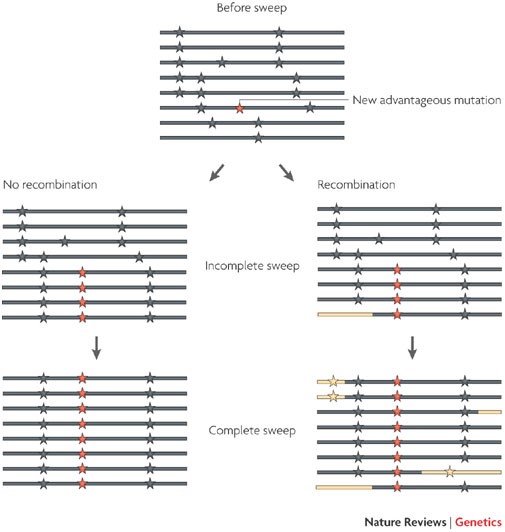 Before sweep
New advantageous mutation
No recombination
Recombination
Incomplete sweep
Complete sweep
Nature Reviews | Genetics